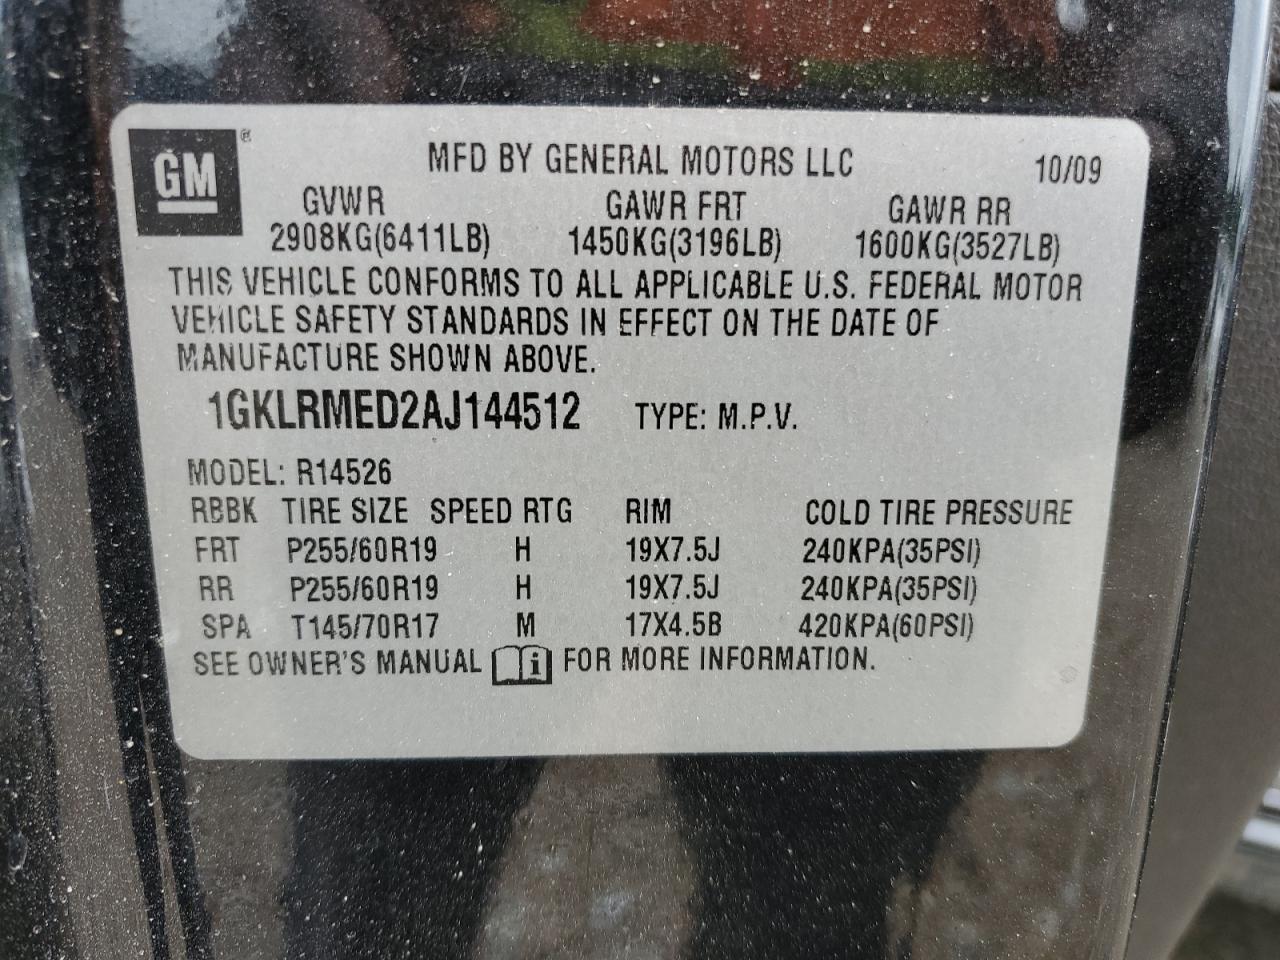 GM ® MFD BY GENERAL MOTORS LLC 10/09
GVWR GAWR FRT GAWR RR
2908KG(6411LB) 1450KG(3196LB) 1600KG(3527LB)
THIS VEHICLE CONFORMS TO ALL APPLICABLE U.S. FEDERAL MOTOR
VEHICLE SAFETY STANDARDS IN EFFECT ON THE DATE OF
MANUFACTURE SHOWN ABOVE.
1GKLRMED2AJ144512 TYPE: M.P.V.
MODEL: R14526
RBBK TIRE SIZE SPEED RTG RIM COLD TIRE PRESSURE
FRT P255/60R19 H 19X7.5J 240KPA(35PSI)
RR P255/60R19 H 19X7.5J 240KPA(35PSI)
SPA T145/70R17 M 17X4.5B 420KPA(60PSI)
SEE OWNER'S MANUAL i FOR MORE INFORMATION.